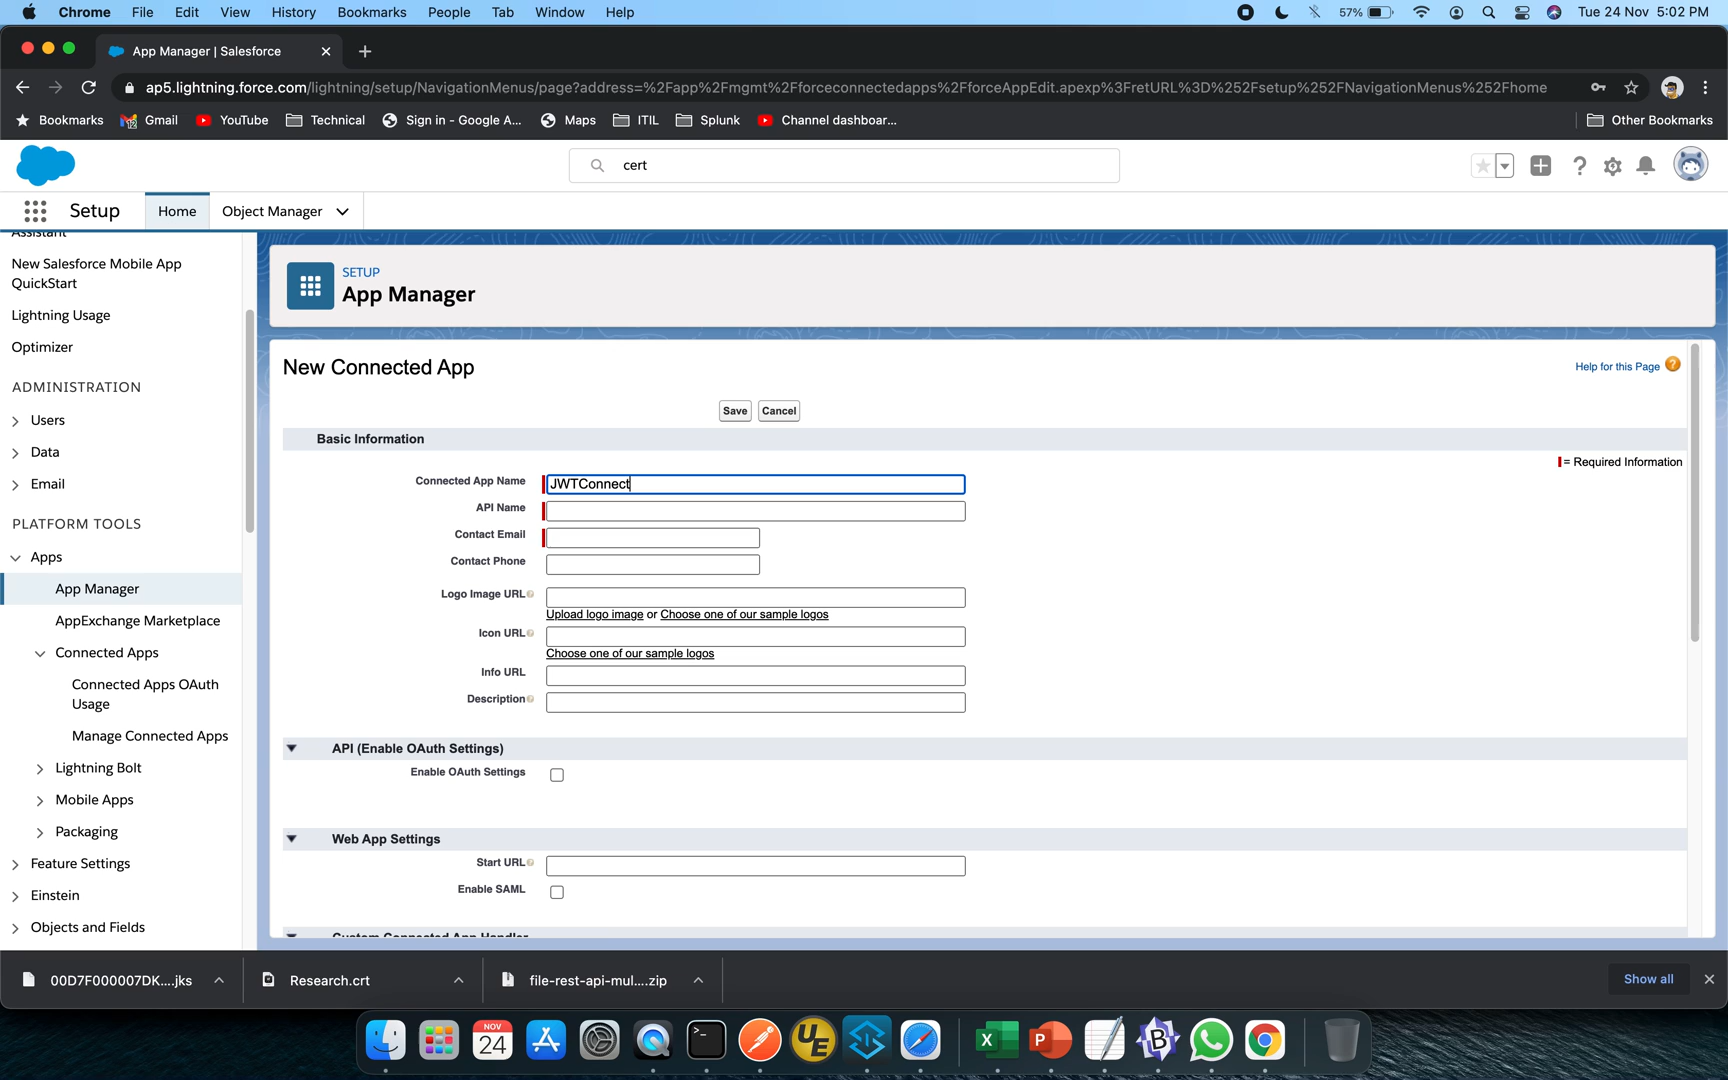 Chrome File Edit View History Bookmarks People Tab Window Help 57% Tue 24 Nov 5:02 PM
App Manager | Salesforce
ap5.lightning.force.com/lightning/setup/NavigationMenus/page?address=%2Fapp%2Fmgmt%2Fforceconnectedapps%2FforceAppEdit.apexp%3FretURL%3D%252Fsetup%252FNavigationMenus%252Fhome
Bookmarks Gmail YouTube Technical Sign in - Google A... Maps ITIL Splunk Channel dashboar... Other Bookmarks
cert
Setup Home Object Manager
Assistant
New Salesforce Mobile App
QuickStart
Lightning Usage
Optimizer
ADMINISTRATION
Users
Data
Email
PLATFORM TOOLS
Apps
App Manager
AppExchange Marketplace
Connected Apps
Connected Apps OAuth
Usage
Manage Connected Apps
Lightning Bolt
Mobile Apps
Packaging
Feature Settings
Einstein
Objects and Fields
SETUP
App Manager
New Connected App
Help for this Page
Save Cancel
Basic Information
= Required Information
Connected App Name JWTConnect
API Name
Contact Email
Contact Phone
Logo Image URL
Upload logo image or Choose one of our sample logos
Icon URL
Choose one of our sample logos
Info URL
Description
API (Enable OAuth Settings)
Enable OAuth Settings
Web App Settings
Start URL
Enable SAML
Custom Connected App Handler
00D7F000007DK....jks Research.crt file-rest-api-mul....zip Show all
NOV
24